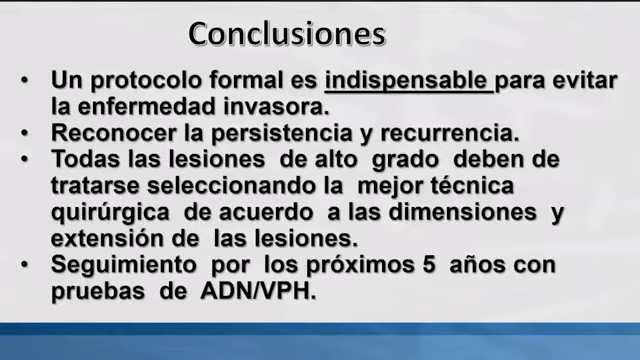 Conclusiones
• Un protocolo formal es indispensable para evitar
la enfermedad invasora.
• Reconocer la persistencia y recurrencia.
• Todas las lesiones de alto grado deben de
tratarse seleccionando la mejor técnica
quirúrgica de acuerdo a las dimensiones y
extensión de las lesiones.
• Seguimiento por los próximos 5 años con
pruebas de ADN/VPH.